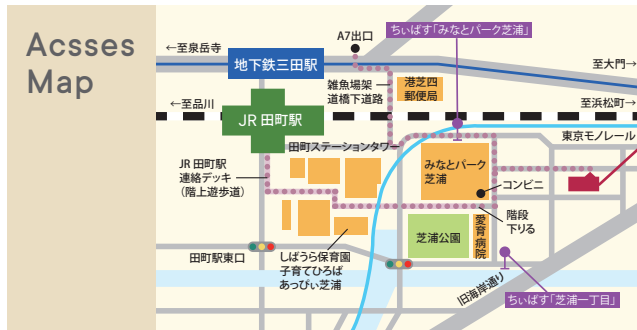 Acsses
Map
←至泉岳寺
A7出口
ちぃばす「みなとパーク芝浦」
地下鉄三田駅
至大門→
雑魚場架
道橋下道路
港芝四
郵便局
←至品川
至浜松町→
JR 田町駅
東京モノレール
田町ステーションタワー
JR 田町駅
連絡デッキ
（階上遊歩道）
みなとパーク
芝浦
コンビニ
階段
下りる
芝浦公園
愛育病院
田町駅東口
しばうら保育園
子育てひろば
あっぴぃ芝浦
旧海岸通り
ちぃばす「芝浦一丁目」